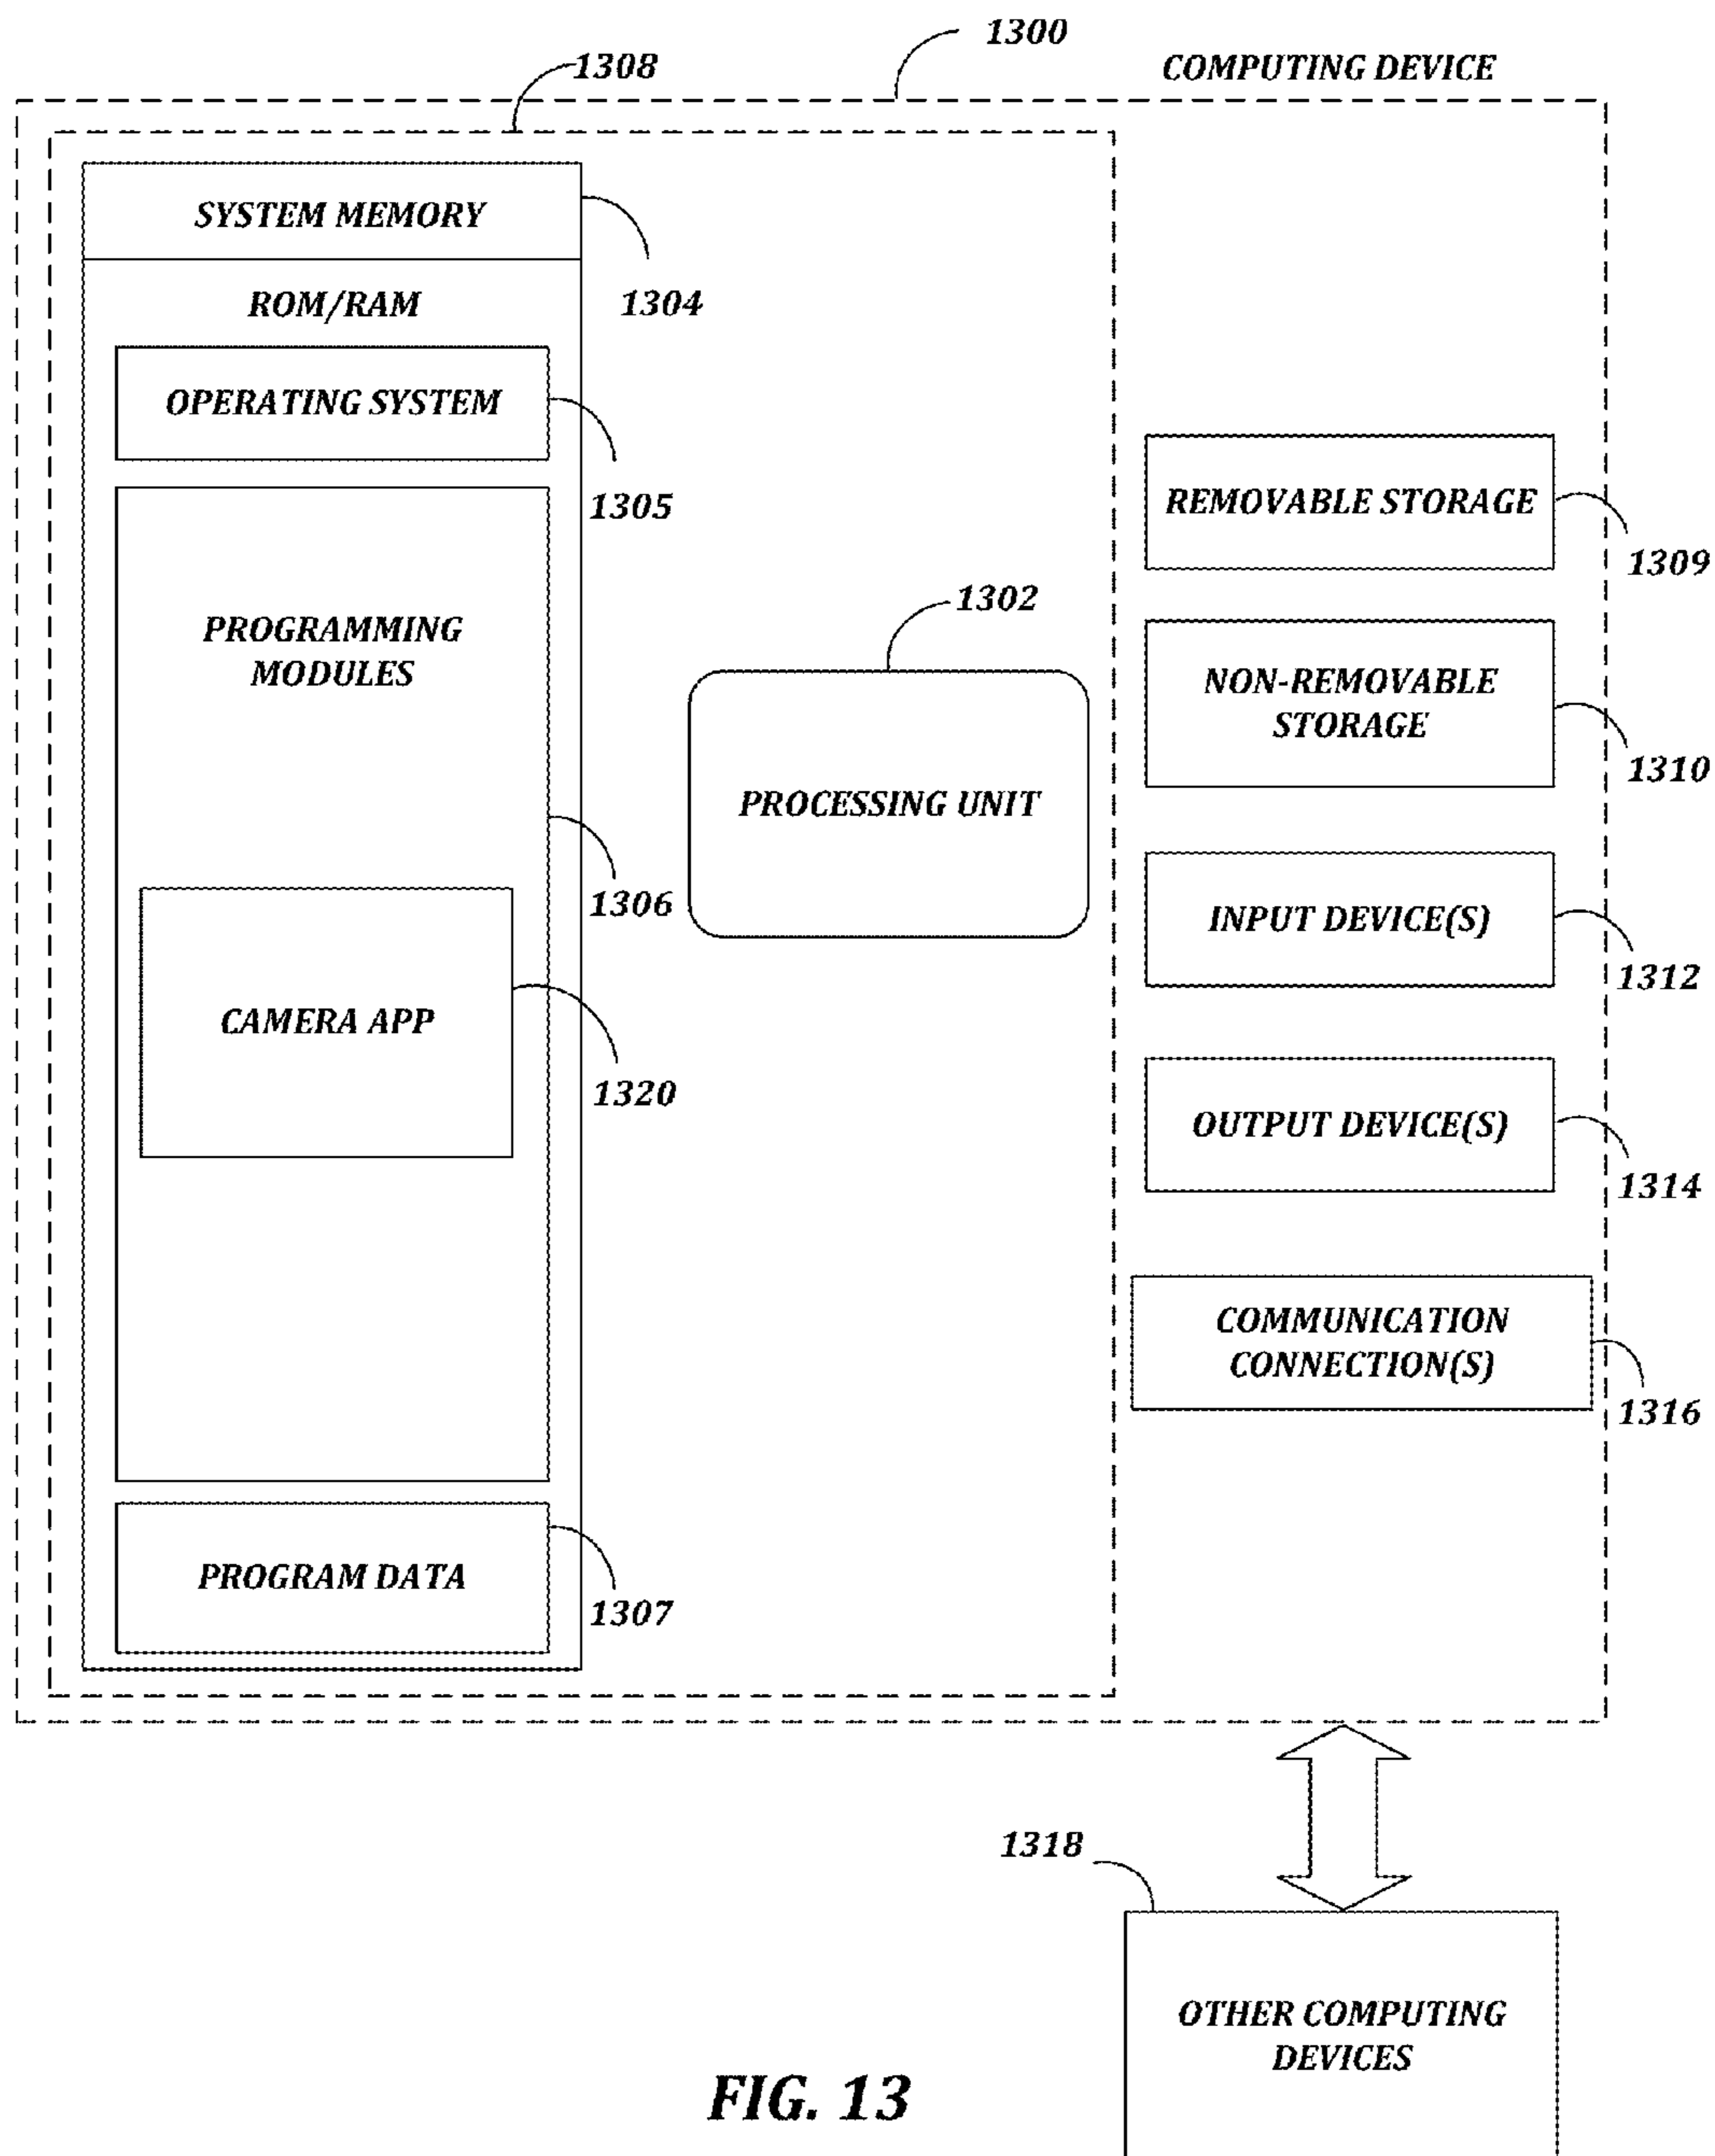 1300
COMPUTING DEVICE
1308
SYSTEM MEMORY
1304
ROM/RAM
OPERATING SYSTEM
1305
PROGRAMMING
MODULES
1306
CAMERA APP
1320
PROGRAM DATA
1307
1302
PROCESSING UNIT
REMOVABLE STORAGE
1309
NON-REMOVABLE
STORAGE
1310
INPUT DEVICE(S)
1312
OUTPUT DEVICE(S)
1314
COMMUNICATION
CONNECTION(S)
1316
1318
OTHER COMPUTING
DEVICES
FIG. 13